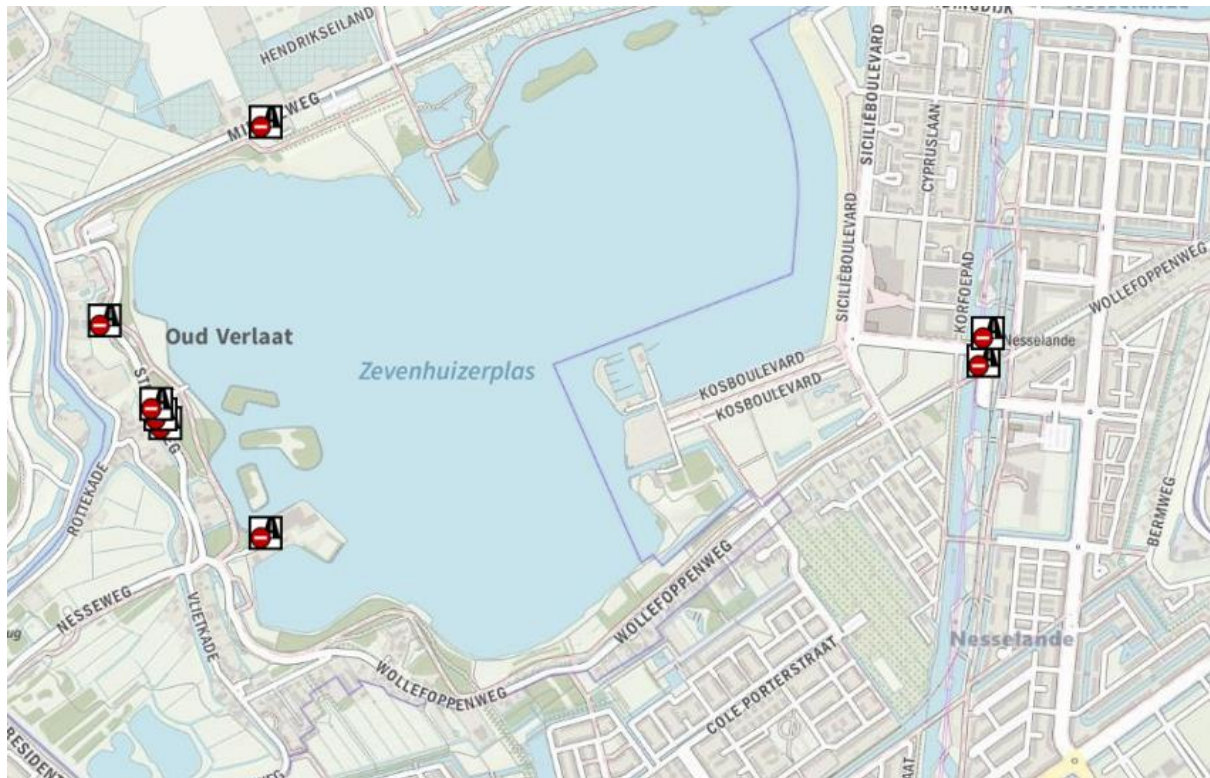 HENDRIKSEILAND
SICILIËBOULEVARD
CYPRUSLAAN
KORFOEPAD
WOLLEFOPPENWEG
SICILIËBOULEVARD
Oud Verlaat
Nesselande
Zevenhuizerplas
KOSBOULEVARD
KOSBOULEVARD
ROTTEKADE
BERMWEG
NESSEWEG
VLIETKADE
WOLLEFOPPENWEG
Nesselande
WOLLEFOPPENWEG
COLE PORTERSTRAAT